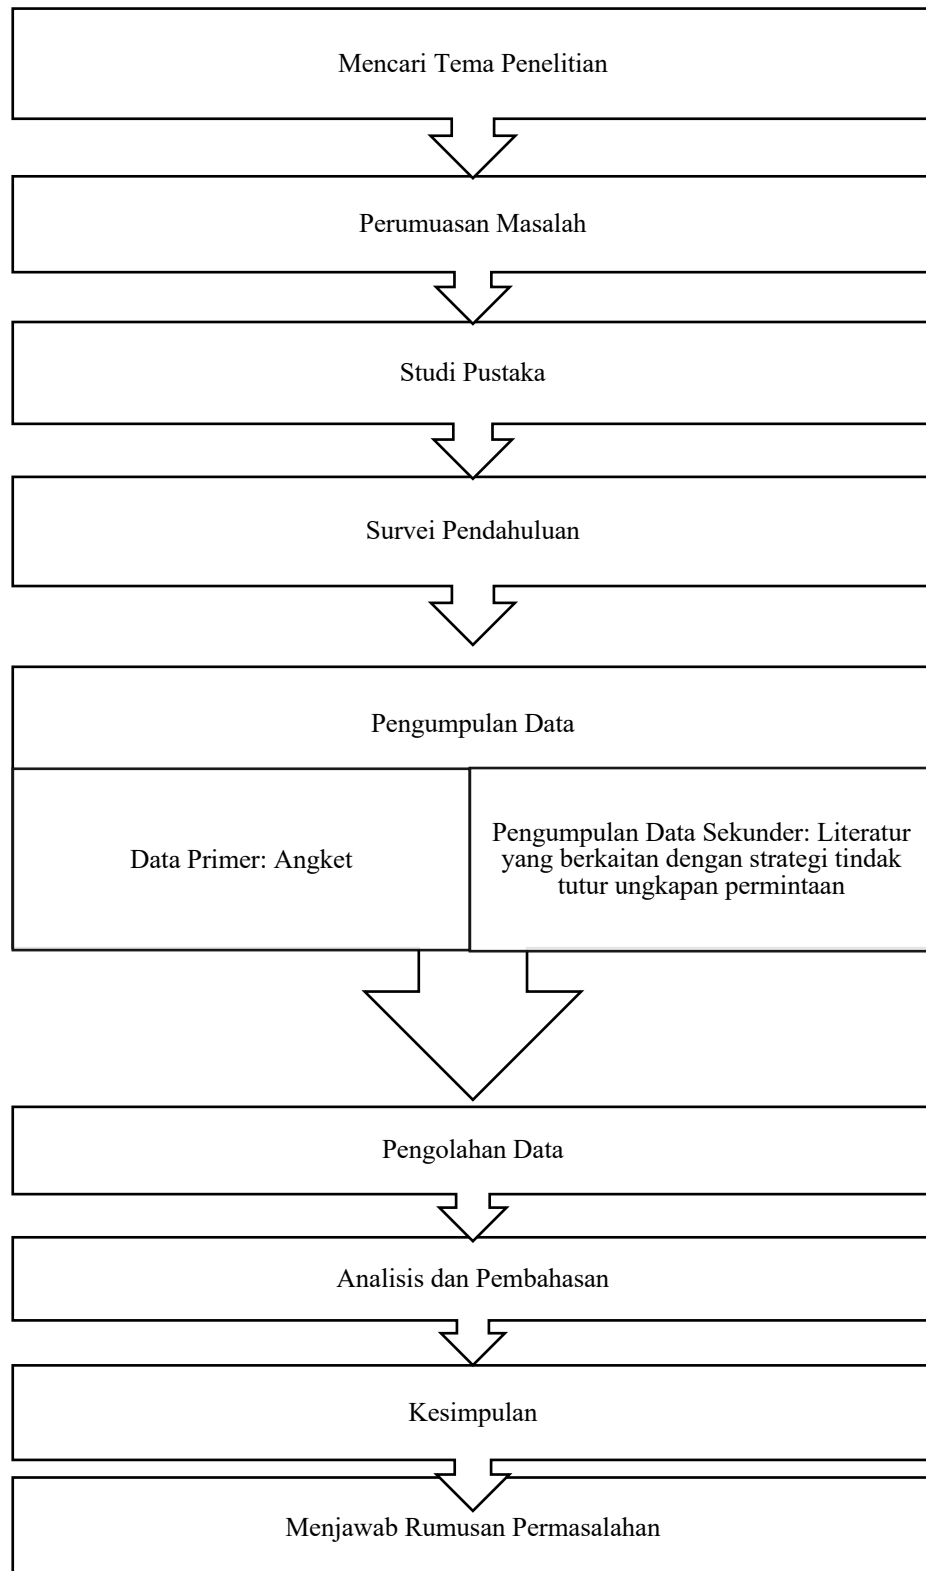 Mencari Tema Penelitian
Perumuasan Masalah
Studi Pustaka
Survei Pendahuluan
Pengumpulan Data
Data Primer: Angket
Pengumpulan Data Sekunder: Literatur
yang berkaitan dengan strategi tindak
tutur ungkapan permintaan
Pengolahan Data
Analisis dan Pembahasan
Kesimpulan
Menjawab Rumusan Permasalahan